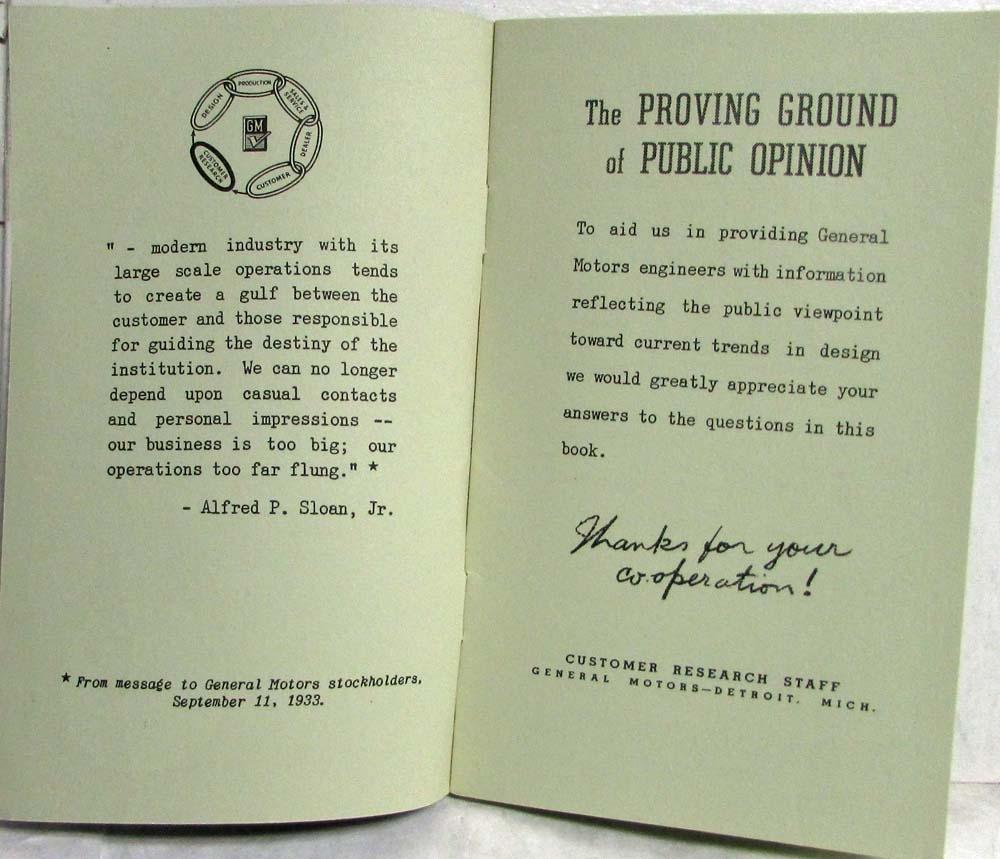 DESIGN
PRODUCTION
SALES &
SERVICE
DEALER
CUSTOMER
CUSTOMER
RESEARCH
GM
" - modern industry with its
large scale operations tends
to create a gulf between the
customer and those responsible
for guiding the destiny of the
institution. We can no longer
depend upon casual contacts
and personal impressions --
our business is too big; our
operations too far flung." *
- Alfred P. Sloan, Jr.
* From message to General Motors stockholders,
September 11, 1933.
The PROVING GROUND
of PUBLIC OPINION
To aid us in providing General
Motors engineers with information
reflecting the public viewpoint
toward current trends in design
we would greatly appreciate your
answers to the questions in this
book.
Thanks for your
co-operation!
CUSTOMER RESEARCH STAFF
GENERAL MOTORS—DETROIT, MICH.